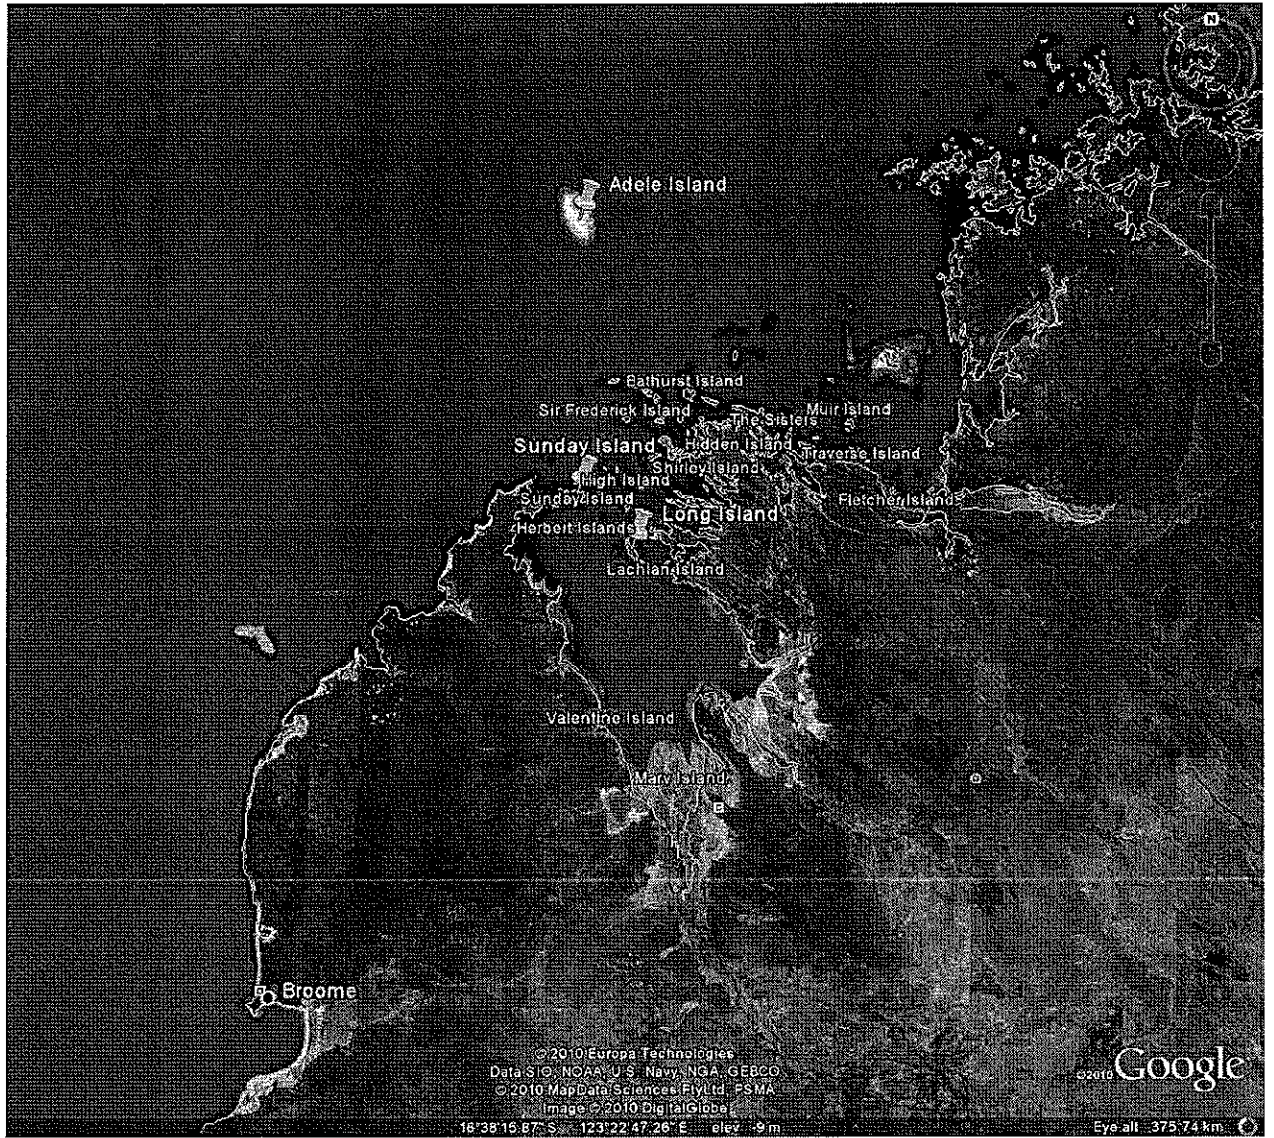 N
Adele Island
Bathurst Island
Sir Frederick Island
Muir Island
The Sisters
Sunday Island
Hidden Island
Traverse Island
Shirley Island
High Island
Sunday Island
Fletcher Island
Long Island
Herbert Islands
Lachlan Island
Valentine Island
Mary Island
Broome
© 2010 Europa Technologies
Data SIO, NOAA, U.S. Navy, NGA, GEBCO
© 2010 MapData Sciences PtyLtd, PSMA
Image © 2010 DigitalGlobe
©2010 Google
16°38'15.87" S 123°22'47.26" E elev -9 m
Eye alt 375.74 km